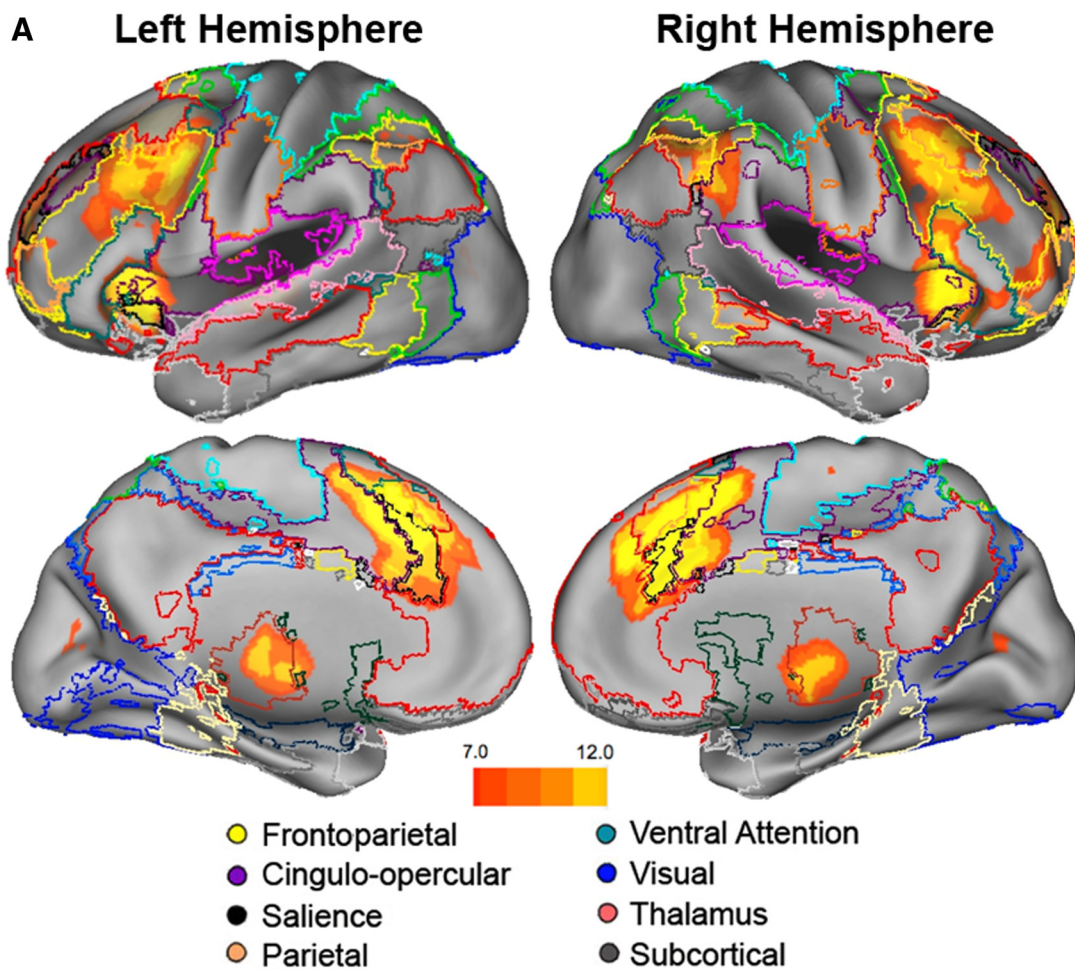 A
Left Hemisphere Right Hemisphere
7.0 12.0
Frontoparietal Ventral Attention
Cingulo-opercular Visual
Salience Thalamus
Parietal Subcortical